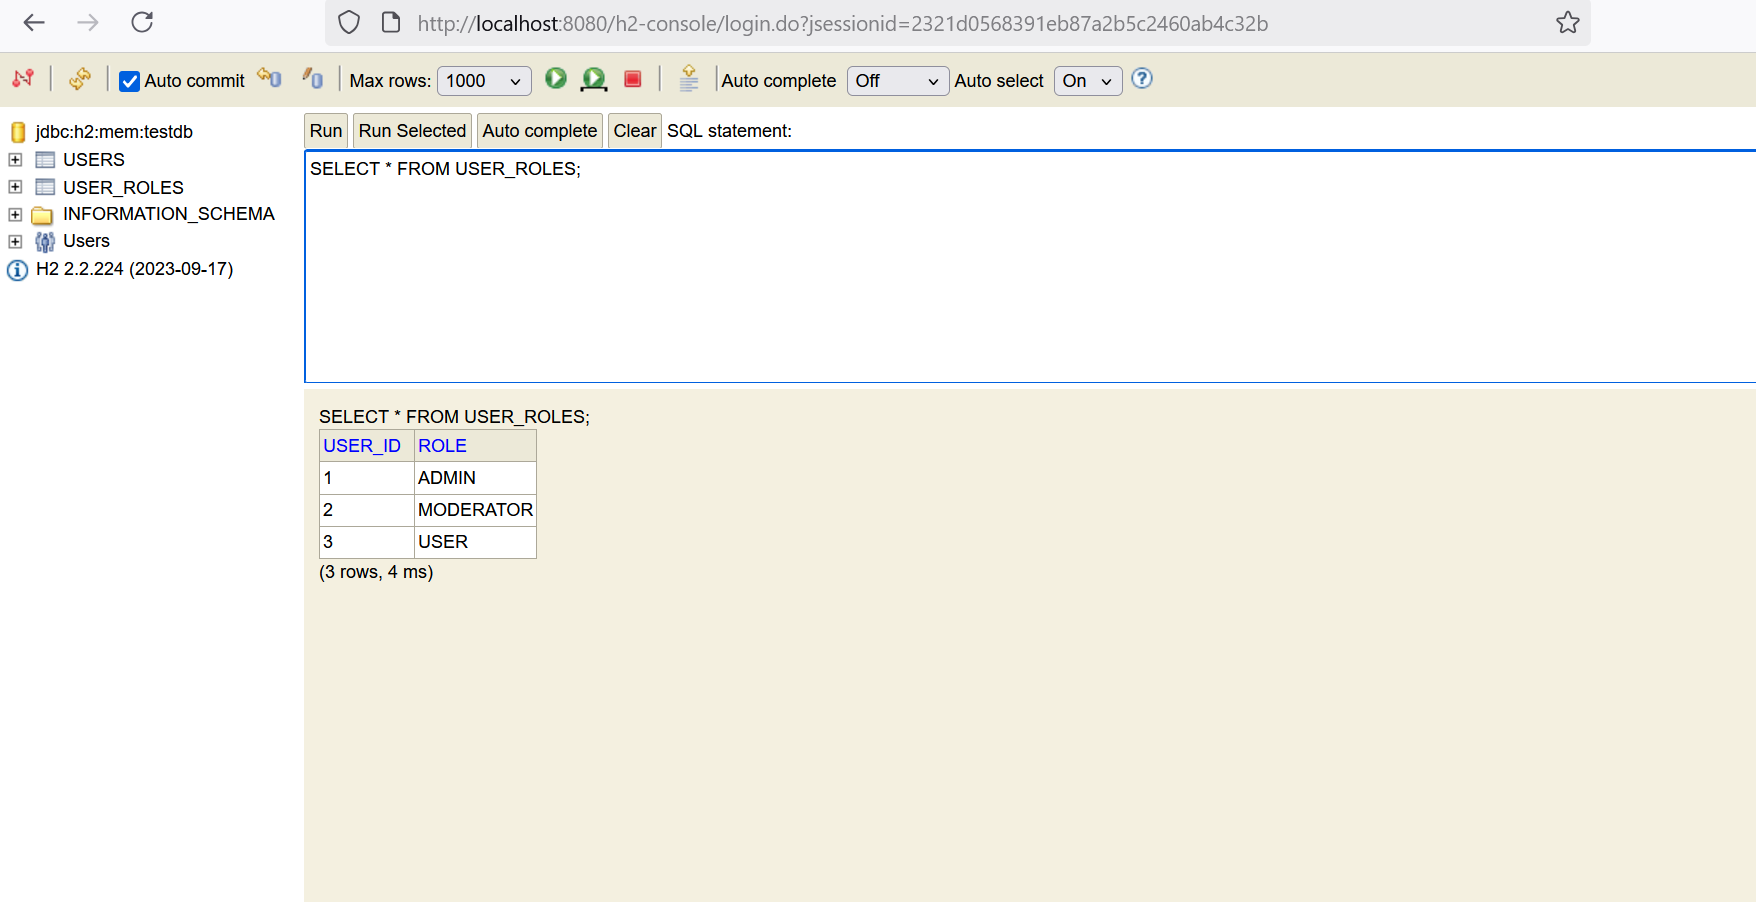 http://localhost:8080/h2-console/login.do?jsessionid=2321d0568391eb87a2b5c2460ab4c32b
Auto commit Max rows: 1000 Auto complete Off Auto select On ?
jdbc:h2:mem:testdb
USERS
USER_ROLES
INFORMATION_SCHEMA
Users
H2 2.2.224 (2023-09-17)
Run Run Selected Auto complete Clear SQL statement:
SELECT * FROM USER_ROLES;
SELECT * FROM USER_ROLES;
USER_ID ROLE
1 ADMIN
2 MODERATOR
3 USER
(3 rows, 4 ms)